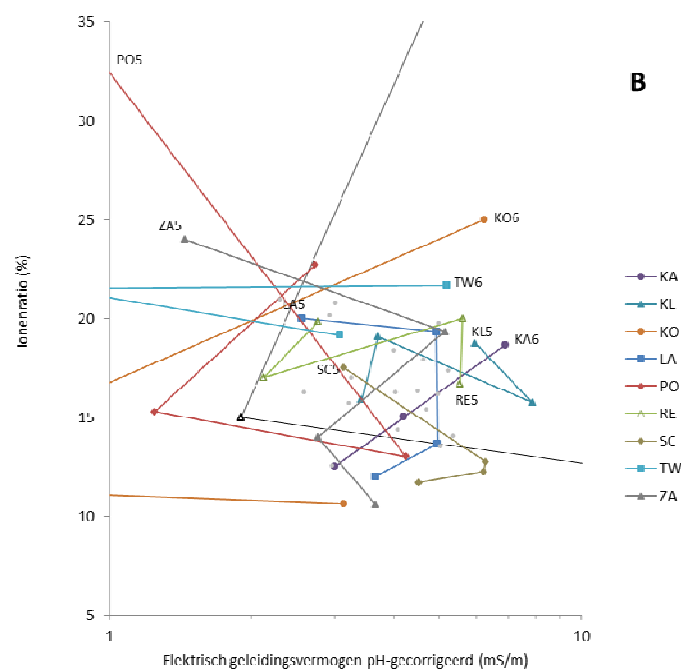 35
PO5
B
30
25
ZA5
KO6
TW6
LA5
20
KL5
KA6
SC5
RE5
15
10
5
1
10
Ionenratio (%)
Elektrisch geleidingsvermogen pH-gecorrigeerd (mS/m)
KA
KL
KO
LA
PO
RE
SC
TW
ZA